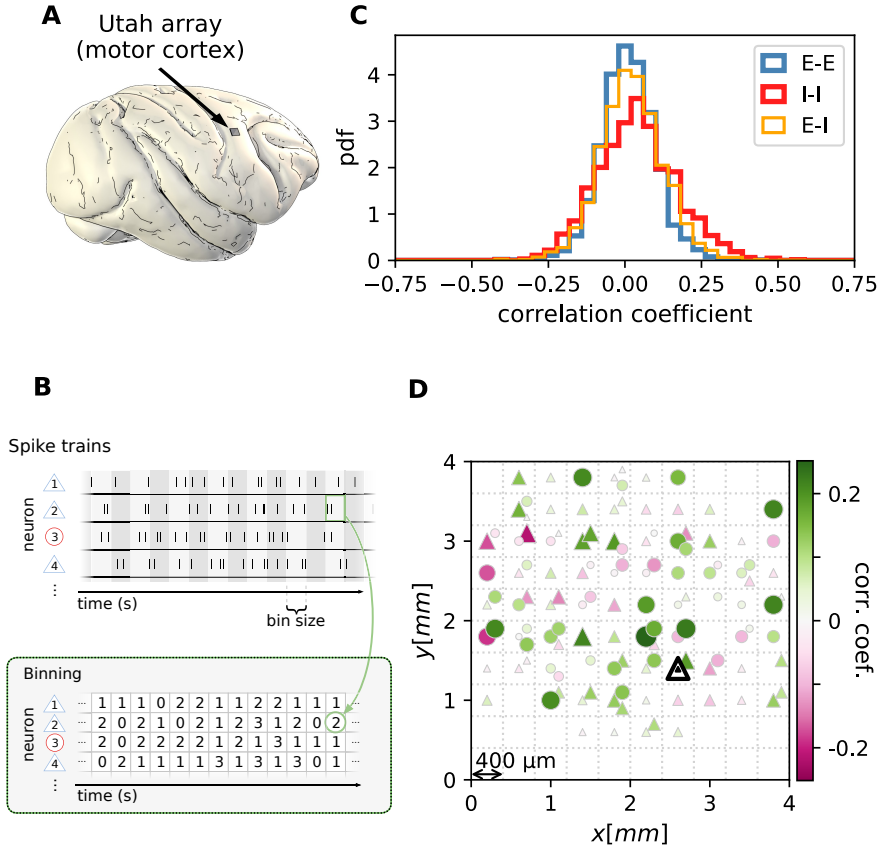 A
Utah array
(motor cortex)
C
E-E
I-I
E-I
pdf
4
3
2
1
0
−0.75 −0.50 −0.25 0.00 0.25 0.50 0.75
correlation coefficient
B
Spike trains
neuron
1
2
3
4
...
time (s)
bin size
Binning
neuron
1 ... 1 1 1 0 2 2 1 1 2 2 1 1 1 ...
2 ... 2 0 2 1 0 2 1 2 3 1 2 0 2 ...
3 ... 2 0 2 2 2 2 1 2 1 3 1 1 1 ...
4 ... 0 2 1 1 1 1 3 1 3 1 3 0 1 ...
...
time (s)
D
y[mm]
4
3
2
1
0
400 μm
0 1 2 3 4
x[mm]
0.2
0
-0.2
corr. coef.